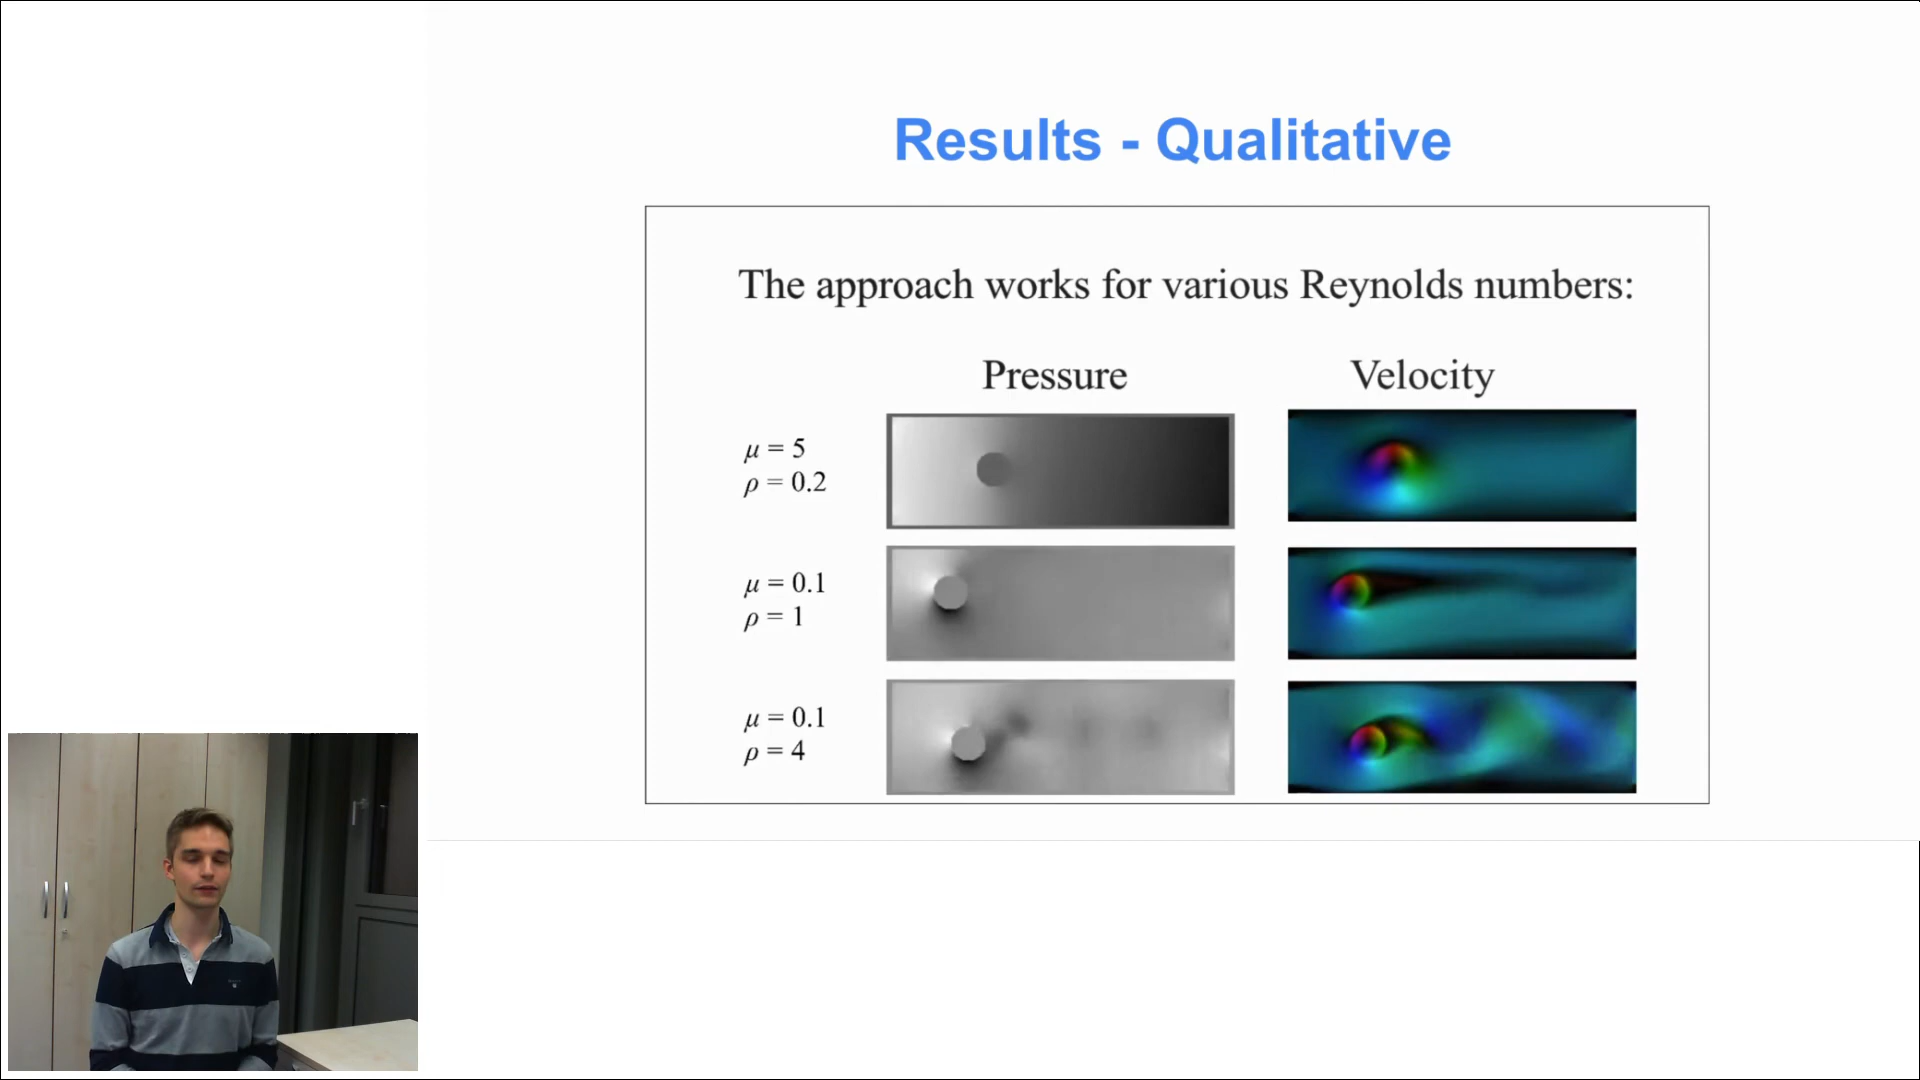 Results - Qualitative
The approach works for various Reynolds numbers:
Pressure Velocity
μ = 5
ρ = 0.2
μ = 0.1
ρ = 1
μ = 0.1
ρ = 4